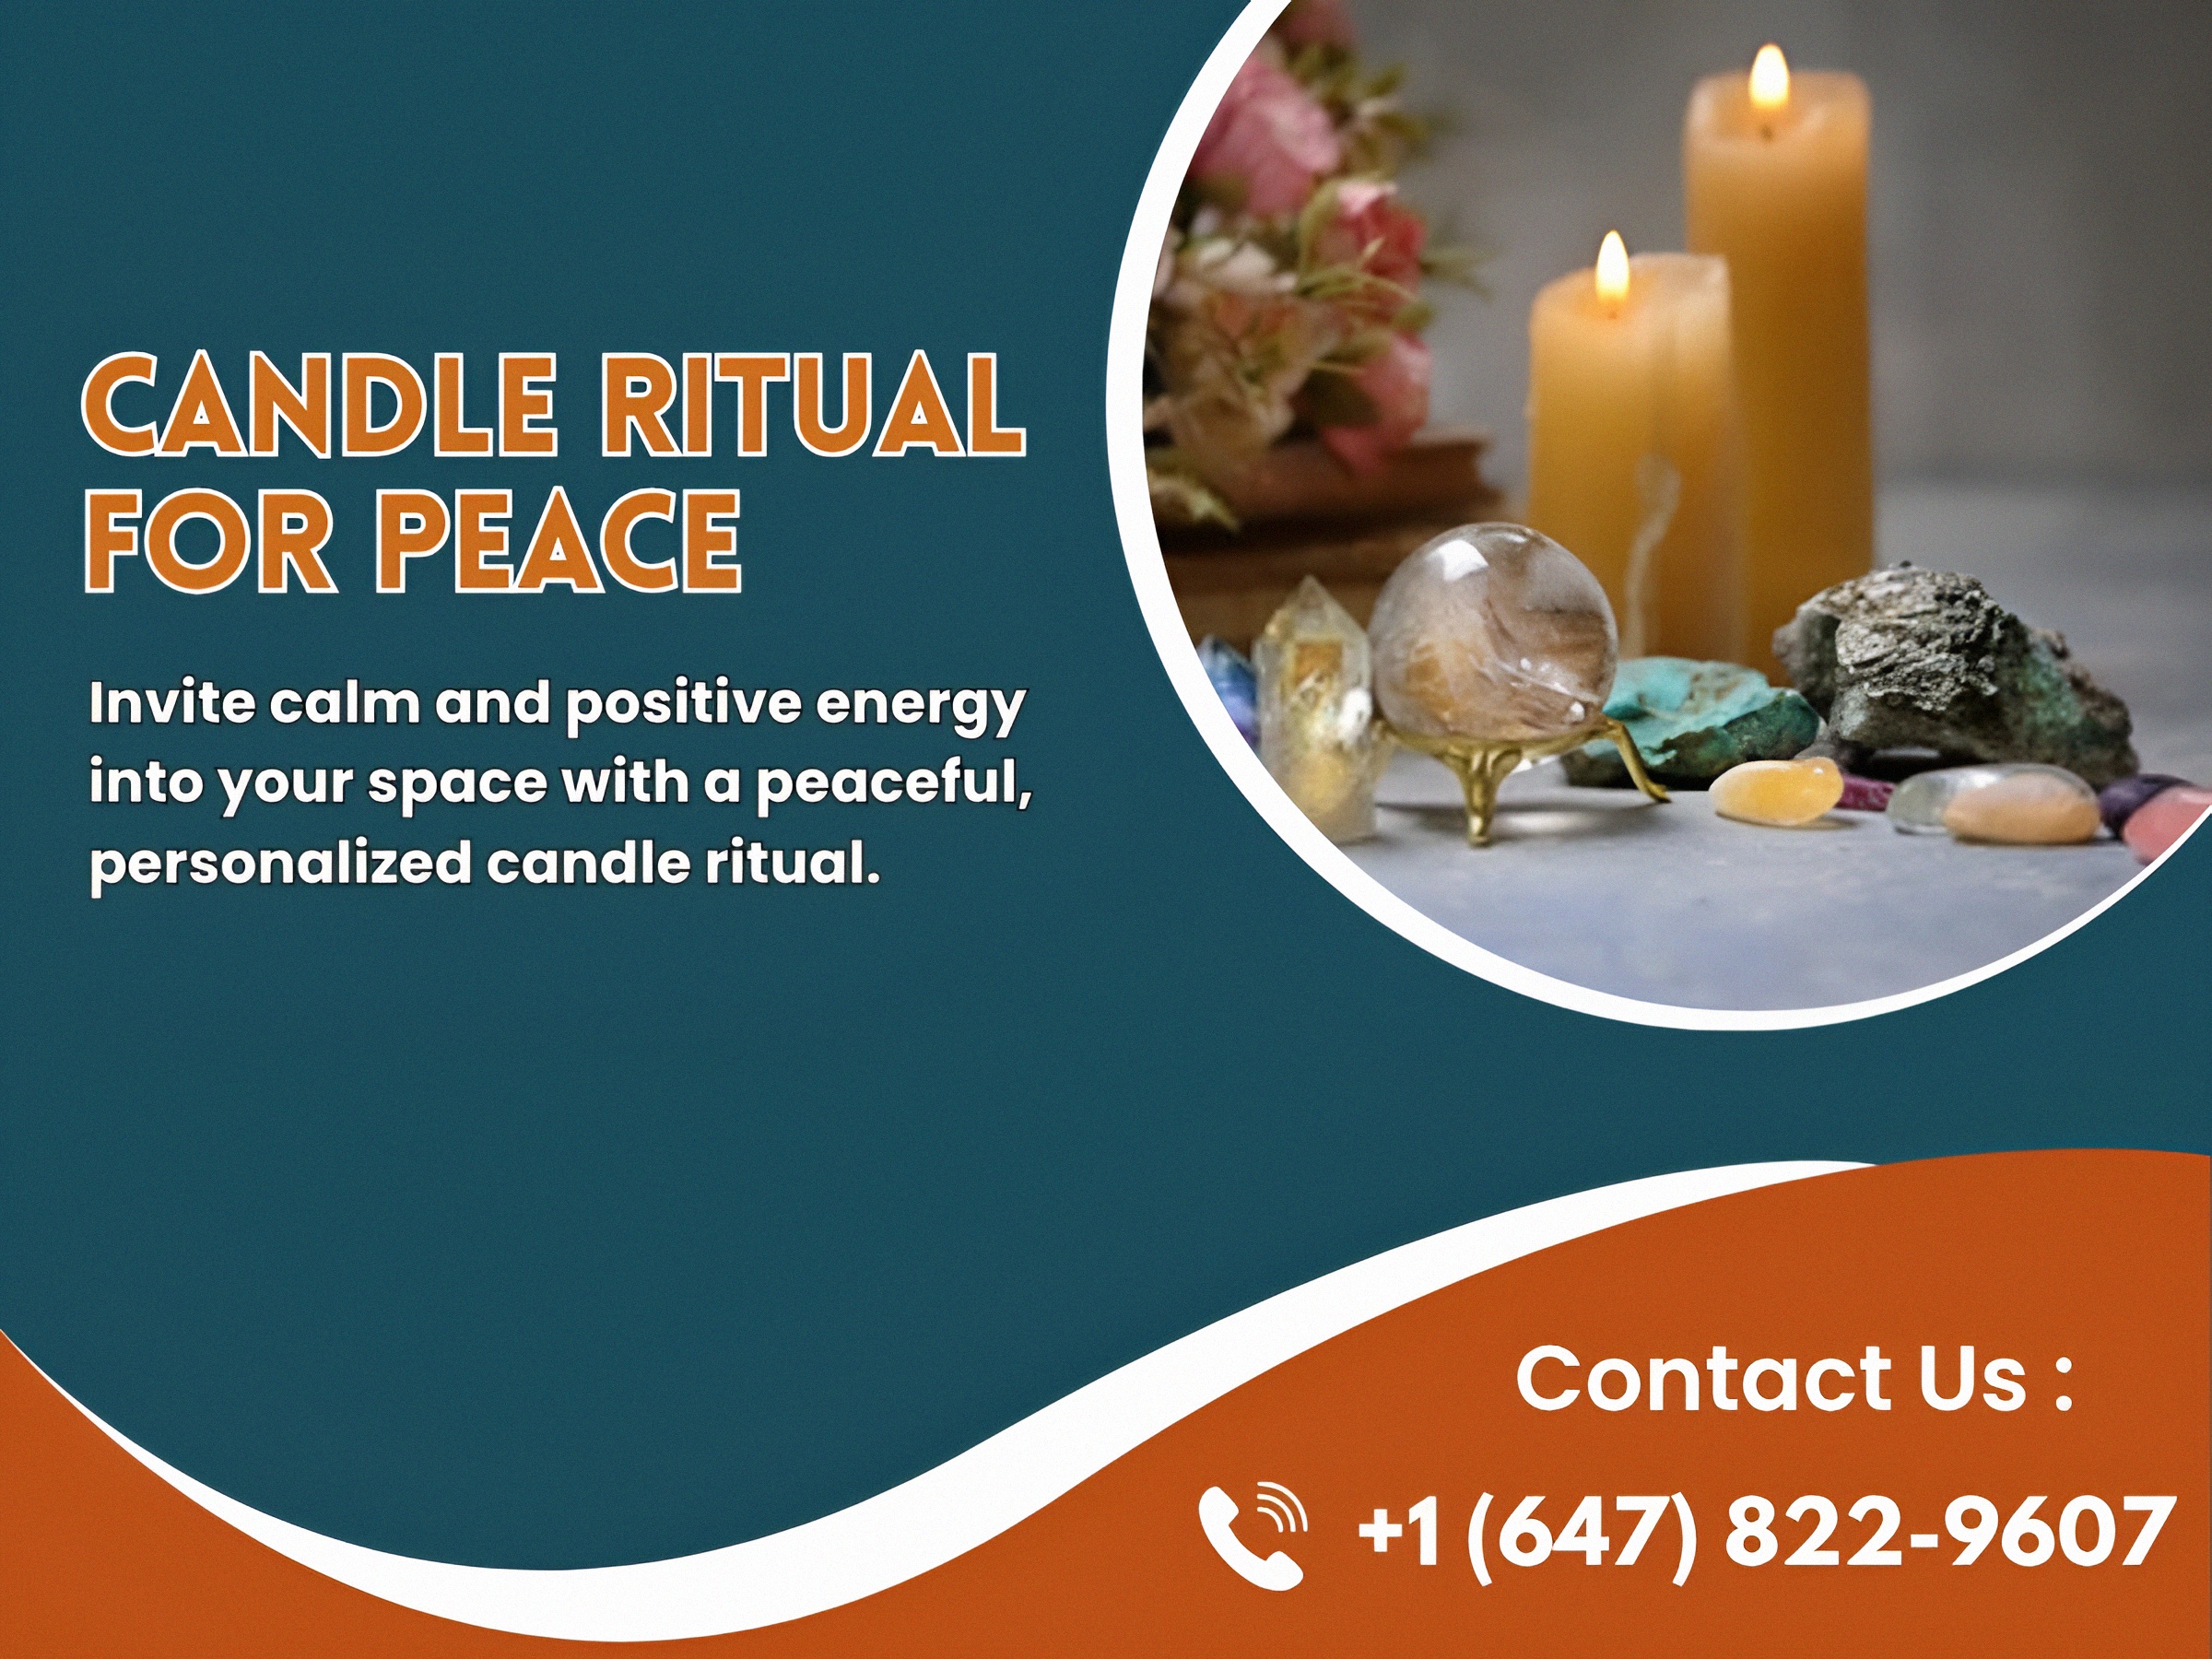 CANDLE RITUAL
FOR PEACE
Invite calm and positive energy
into your space with a peaceful,
personalized candle ritual.
Contact Us :
+1 (647) 822-9607